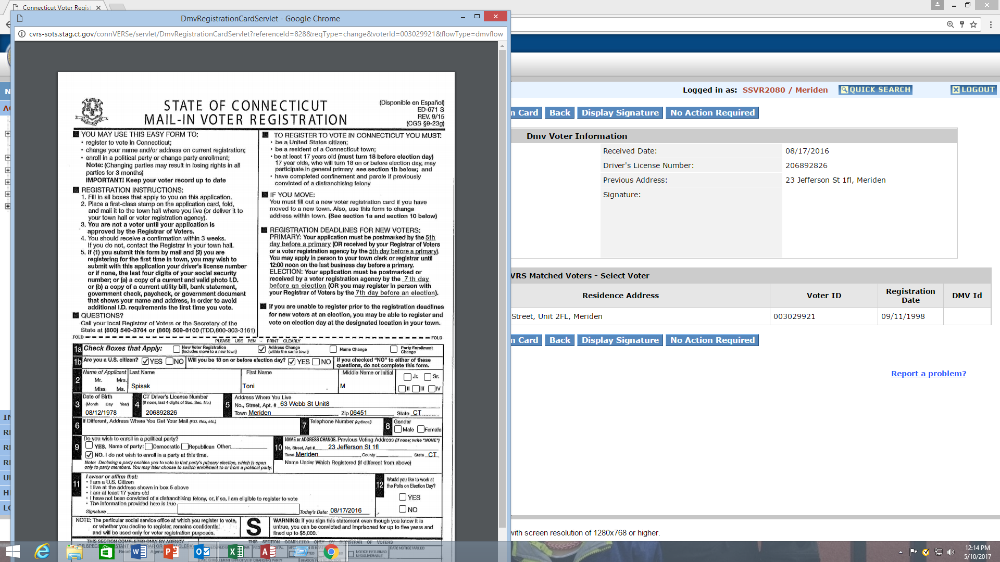 Connecticut Voter Regist
DmvRegistrationCardServlet - Google Chrome
cvrs-sots.stag.ct.gov/connVERSe/servlet/DmvRegistrationCardServlet?referenceId=828&reqType=change&voterId=003029921&flowType=dmvflow
STATE OF CONNECTICUT
MAIL-IN VOTER REGISTRATION
(Disponible en Español)
ED-671 S
REV. 9/15
(CGS §9-23g)
YOU MAY USE THIS EASY FORM TO:
• register to vote in Connecticut;
• change your name and/or address on current registration;
• enroll in a political party or change party enrollment;
Note: (Changing parties may result in losing rights in all
parties for 3 months)
IMPORTANT! Keep your voter record up to date
REGISTRATION INSTRUCTIONS:
1. Fill in all boxes that apply to you on this application.
2. Place a first-class stamp on the application card, fold,
and mail it to the town hall where you live (or deliver it to
your town hall or voter registration agency).
3. You are not a voter until your application is
approved by the Registrar of Voters.
4. You should receive a confirmation within 3 weeks.
If you do not, contact the Registrar in your town hall.
5. If (1) you submit this form by mail and (2) you are
registering for the first time in town, you may wish to
submit with this application your driver's license number
or if none, the last four digits of your social security
number; or (a) a copy of a current and valid photo I.D.
or (b) a copy of a current utility bill, bank statement,
government check, paycheck, or government document
that shows your name and address, in order to avoid
additional I.D. requirements the first time you vote.
QUESTIONS?
Call your local Registrar of Voters or the Secretary of the
State at (800) 540-3764 or (860) 509-6100 (TDD,800-303-3161)
TO REGISTER TO VOTE IN CONNECTICUT YOU MUST:
• be a United States citizen;
• be a resident of a Connecticut town;
• be at least 17 years old (must turn 18 before election day)
17 year olds, who will turn 18 on or before election day, may
participate in general primary see section 1b below; and
• have completed confinement and parole if previously
convicted of a disfranchising felony
IF YOU MOVE:
You must fill out a new voter registration card if you have
moved to a new town. Also, use this form to change
address within town. (See section 1a and section 10 below)
REGISTRATION DEADLINES FOR NEW VOTERS:
PRIMARY: Your application must be postmarked by the 5th
day before a primary (OR received by your Registrar of Voters
or a voter registration agency by the 5th day before a primary).
You may apply in person to your town clerk or registrar until
12:00 noon on the last business day before a primary.
ELECTION: Your application must be postmarked or
received by a voter registration agency by the 7 th day
before an election (OR you may register in person with
your Registrar of Voters by the 7th day before an election).
If you are unable to register prior to the registration deadlines
for new voters at an election, you may be able to register and
vote on election day at the designated location in your town.
FOLD FOLD
PLEASE USE PEN - PRINT CLEARLY
1a Check Boxes that Apply: New Voter Registration (includes move to a new town) Address Change (within the same town) Name Change Party Enrollment Change
1b Are you a U.S. citizen? YES NO Will you be 18 on or before election day? YES NO If you checked "NO" to either of these questions, do not complete this form.
2 Name of Applicant Mr. Mrs. Miss Ms. Last Name Spisak First Name Toni Middle Name or Initial M Jr. Sr. II III IV
3 Date of Birth (Month Day Year) 08/12/1978
4 CT Driver's License Number (If none, last 4 digits of Soc. Sec. No.) 206892826
5 Address Where You Live No., Street, Apt. # 63 Webb St Unit8
Town Meriden Zip 06451 State CT
6 If Different, Address Where You Get Your Mail (P.O. Box, etc.)
7 Telephone Number (optional)
8 Gender Male Female
9 Do you wish to enroll in a political party?
YES. Name of party: Democratic Republican Other:
NO. I do not wish to enroll in a party at this time.
Note: Declaring a party enables you to vote in that party's primary election, which is open
only to party members. You may later choose to switch enrollment to or from a political party.
10 NAME or ADDRESS CHANGE. Previous Voting Address (If none; write "NONE")
No, Street, Apt # 23 Jefferson St 1fl
Town Meriden County State CT
Name Under Which Registered (if different from above)
11 I swear or affirm that:
• I am a U.S. Citizen
• I live at the address shown in box 5 above
• I am at least 17 years old
• I have not been convicted of a disfranchising felony, or, if so, I am eligible to register to vote
• The information provided here is true
Signature Today's Date: 08/17/2016
12 Would you like to work at
the Polls on Election Day?
YES
NO
NOTE: The particular social service office at which you register to vote,
or whether you decline to register, remains confidential
and will be used only for voter registration purposes.
S
WARNING: If you sign this statement even though you know it is
untrue, you can be convicted and imprisoned for up to five years and
fined up to $5,000.
THIS SECTION COMPLETED ONLY BY AGENCY
THIS SECTION COMPLETED ONLY BY REGISTRAR OF VOTERS
NOTICE RETURNED
UNDELIVERABLE
DATE NOTICE MAILED
Logged in as: SSVR2080 / Meriden QUICK SEARCH LOGOUT
n Card Back Display Signature No Action Required
Dmv Voter Information
Received Date: 08/17/2016
Driver's License Number: 206892826
Previous Address: 23 Jefferson St 1fl, Meriden
Signature:
VRS Matched Voters - Select Voter
Residence Address Voter ID Registration Date DMV Id
Street, Unit 2FL, Meriden 003029921 09/11/1998
n Card Back Display Signature No Action Required
Report a problem?
with screen resolution of 1280x768 or higher.
12:14 PM
5/10/2017